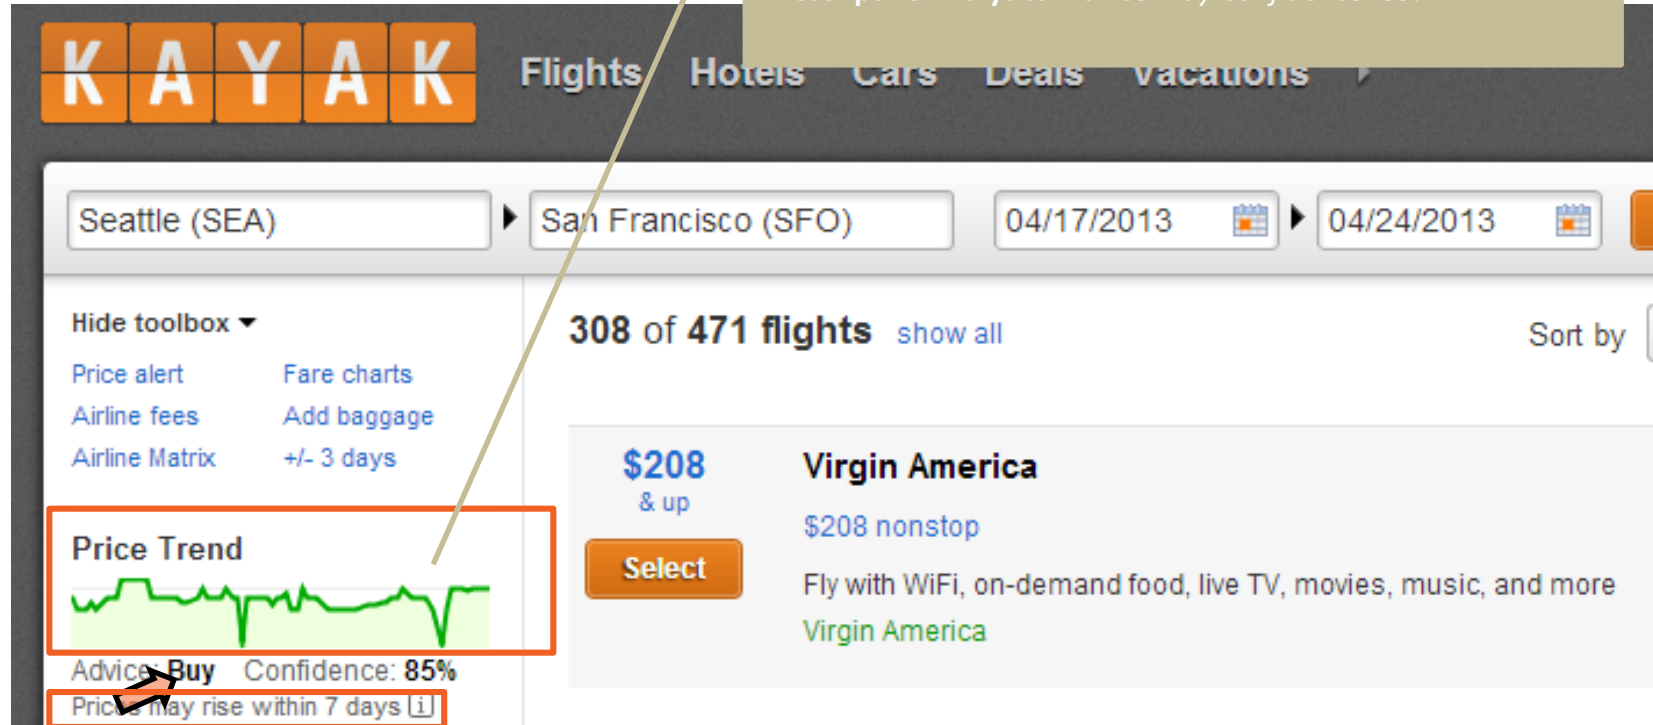 KAYAK
Flights Hotels Cars Deals Vacations
Seattle (SEA) San Francisco (SFO) 04/17/2013 04/24/2013
Hide toolbox
308 of 471 flights show all
Sort by
Price alert Fare charts
Airline fees Add baggage
Airline Matrix +/- 3 days
$208
& up
Select
Virgin America
$208 nonstop
Fly with WiFi, on-demand food, live TV, movies, music, and more
Virgin America
Price Trend
Advice: Buy Confidence: 85%
Prices may rise within 7 days i